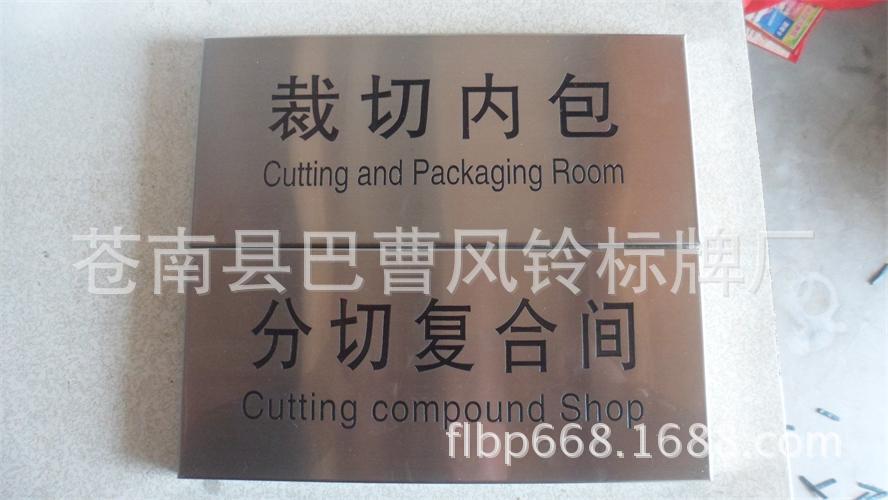 裁切内包
Cutting and Packaging Room
苍南县巴曹风铃标牌厂
分切复合间
Cutting compound Shop
flbp668.1688.com